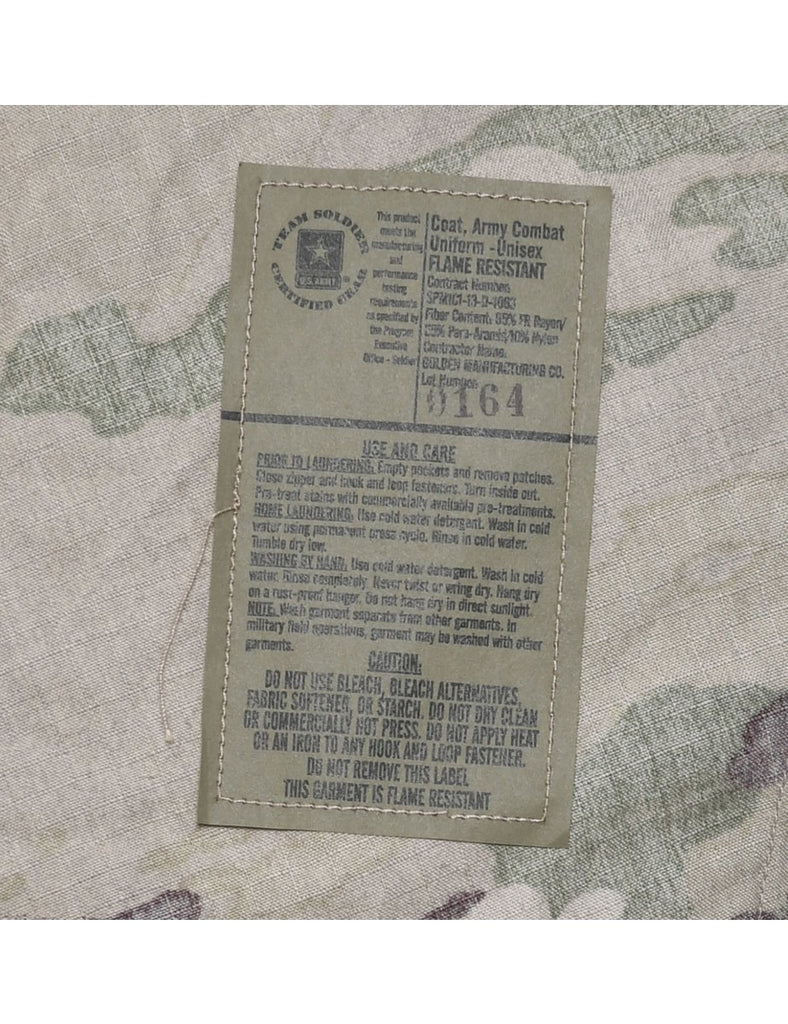 TEAM SOLDIER
U.S. ARMY
CERTIFIED GEAR
®
This product
meets the
manufacturing
and
performance
testing
requirements
as specified by
the Program
Executive
Office - Soldier
Coat, Army Combat
Uniform -Unisex
FLAME RESISTANT
Contract Number.
Fiber Content. 65% FR Rayon/
25% Para-Aramid/10% Nylon
Contractor Name.
GOLDEN MANUFACTURING CO.
Lot Number.
0164
USE AND CARE
PRIOR TO LAUNDERING. Empty pockets and remove patches.
Close zipper and hook and loop fasteners. Turn inside out.
Pre-treat stains with commercially available pre-treatments.
HOME LAUNDERING. Use cold water detergent. Wash in cold
water using permanent press cycle. Rinse in cold water.
Tumble dry low.
WASHING BY HAND. Use cold water detergent. Wash in cold
water. Rinse completely. Never twist or wring dry. Hang dry
on a rust-proof hanger. Do not hang dry in direct sunlight.
NOTE. Wash garment separate from other garments. In
military field operations, garment may be washed with other
garments.
CAUTION.
DO NOT USE BLEACH, BLEACH ALTERNATIVES,
FABRIC SOFTENER, OR STARCH. DO NOT DRY CLEAN
OR COMMERCIALLY HOT PRESS. DO NOT APPLY HEAT
OR AN IRON TO ANY HOOK AND LOOP FASTENER.
DO NOT REMOVE THIS LABEL
THIS GARMENT IS FLAME RESISTANT